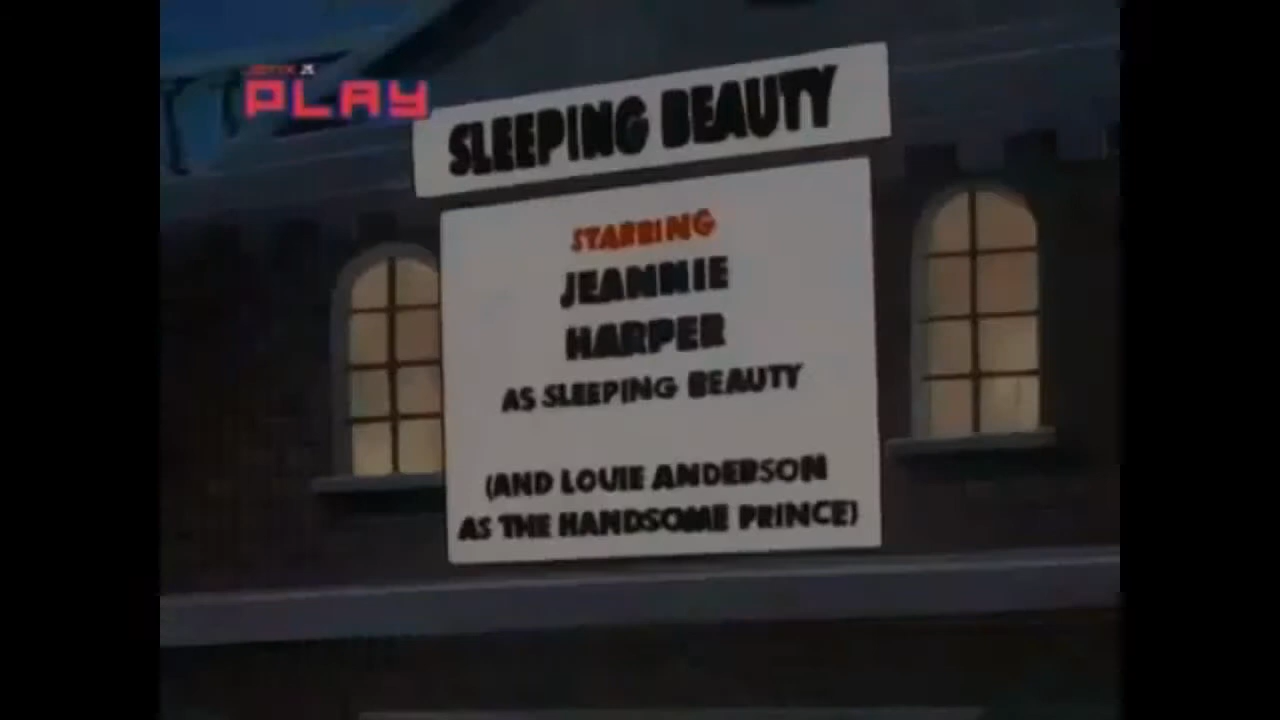 PLAY
SLEEPING BEAUTY
STARRING
JEANNIE
HARPER
AS SLEEPING BEAUTY
(AND LOUIE ANDERSON
AS THE HANDSOME PRINCE)